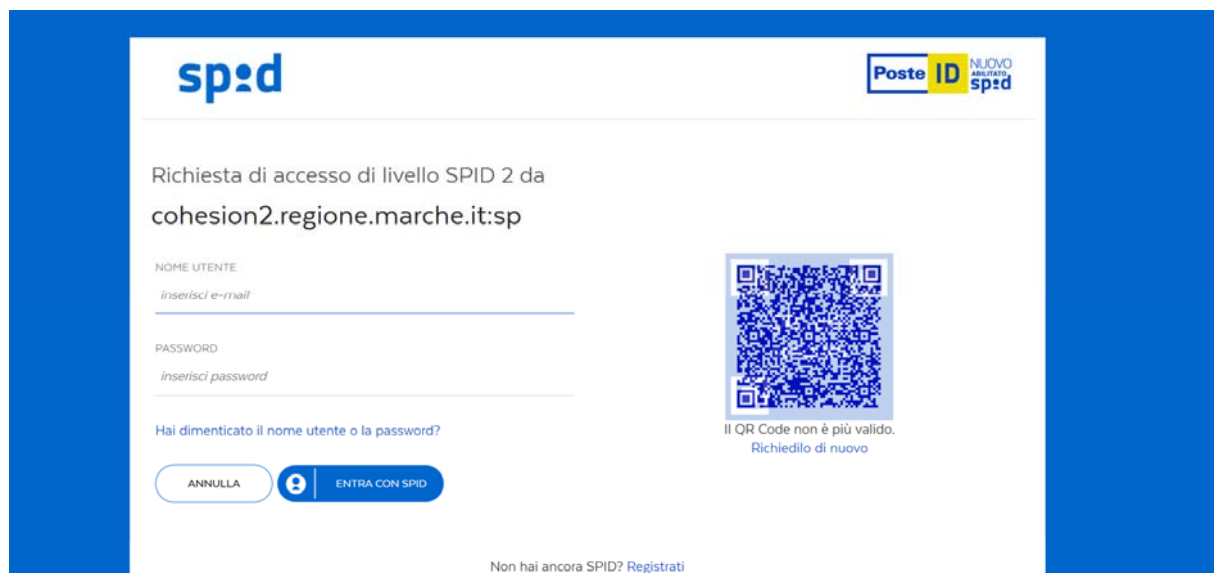 spid
Poste ID NUOVO
ABILITATO
spid
Richiesta di accesso di livello SPID 2 da
cohesion2.regione.marche.it:sp
NOME UTENTE
inserisci e-mail
PASSWORD
inserisci password
Hai dimenticato il nome utente o la password?
Il QR Code non è più valido.
Richiedilo di nuovo
ANNULLA
ENTRA CON SPID
Non hai ancora SPID? Registrati